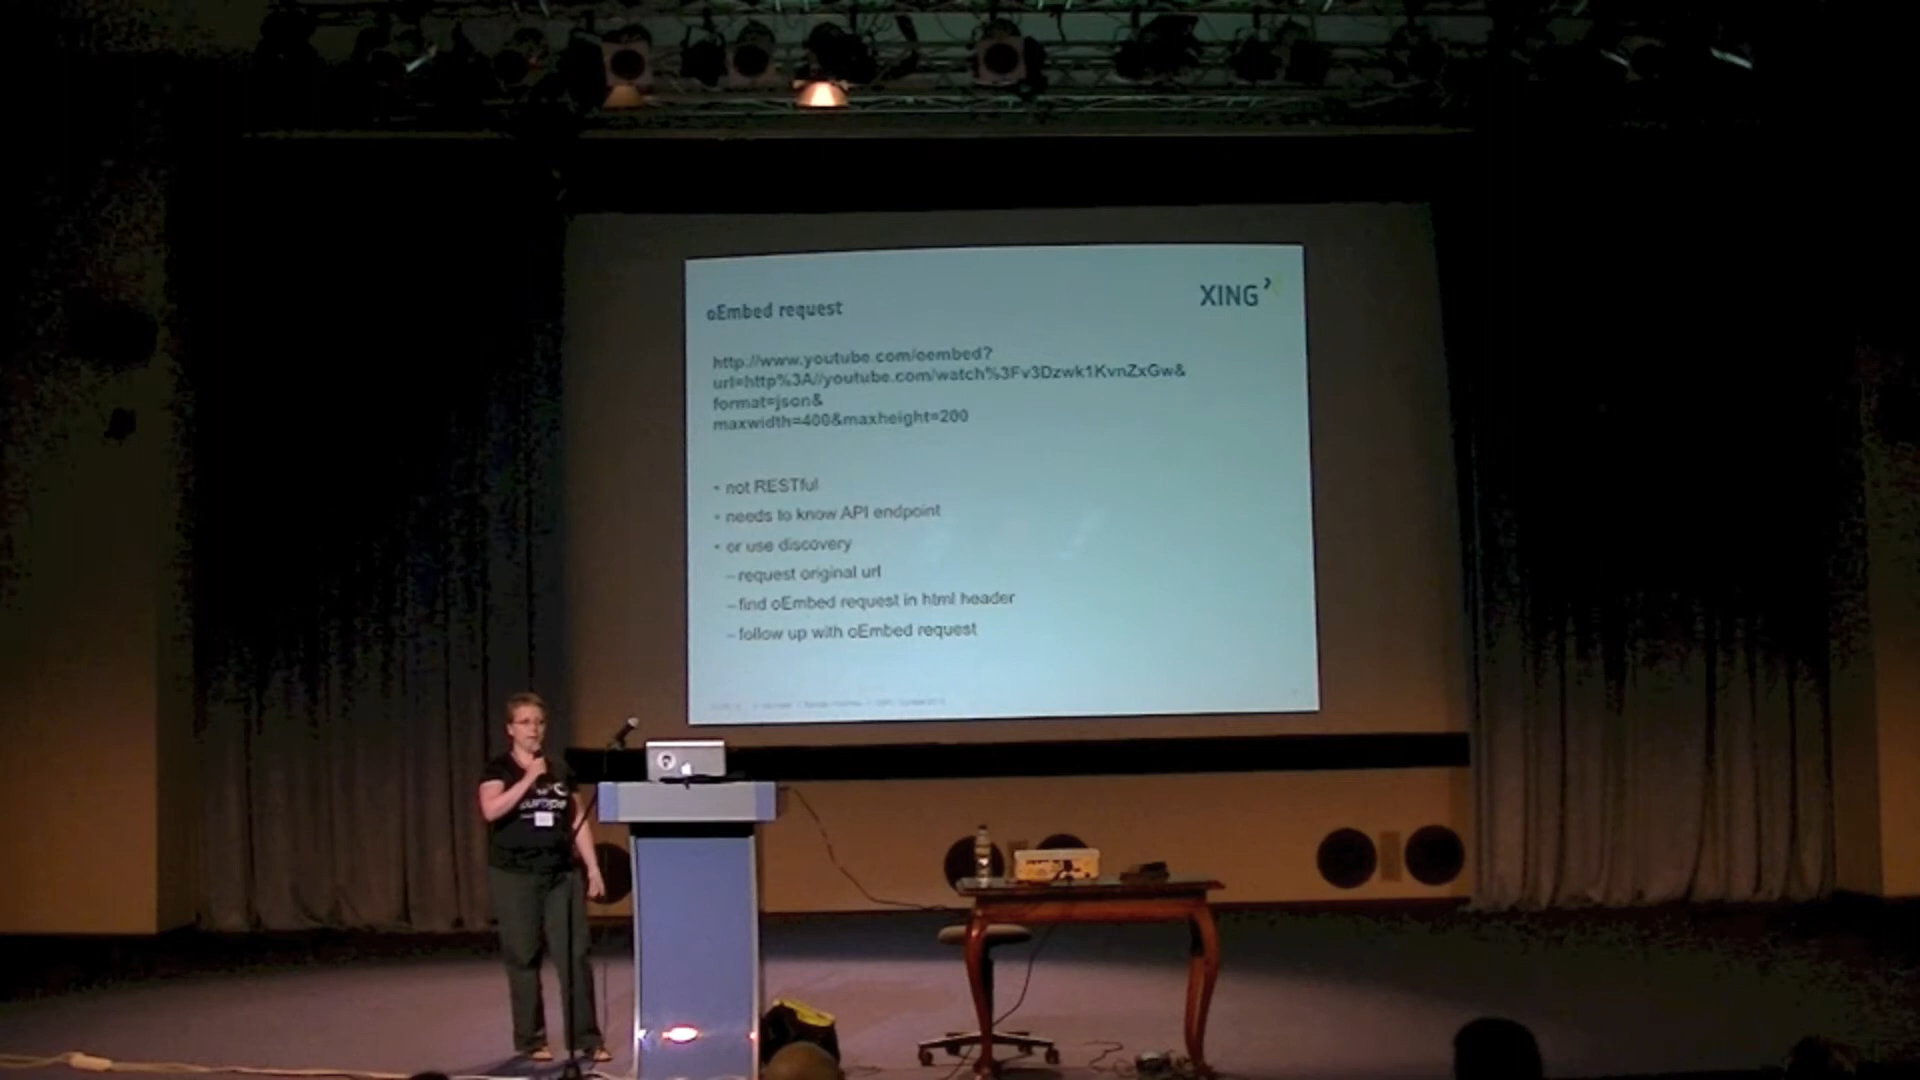 oEmbed request
XING
http://www.youtube.com/oembed?
url=http%3A//youtube.com/watch%3Fv3Dzwk1KvnZxGw&
format=json&
maxwidth=400&maxheight=200
• not RESTful
• needs to know API endpoint
• or use discovery
– request original url
– find oEmbed request in html header
– follow up with oEmbed request
europe